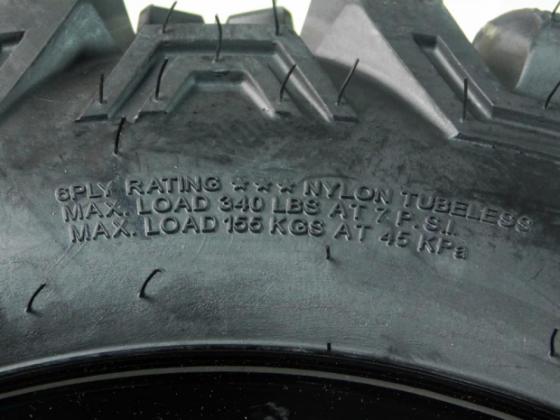 6PLY RATING ★★★ NYLON TUBELESS
MAX. LOAD 340 LBS AT 7 P.S.I.
MAX. LOAD 155 KGS AT 45 KPa